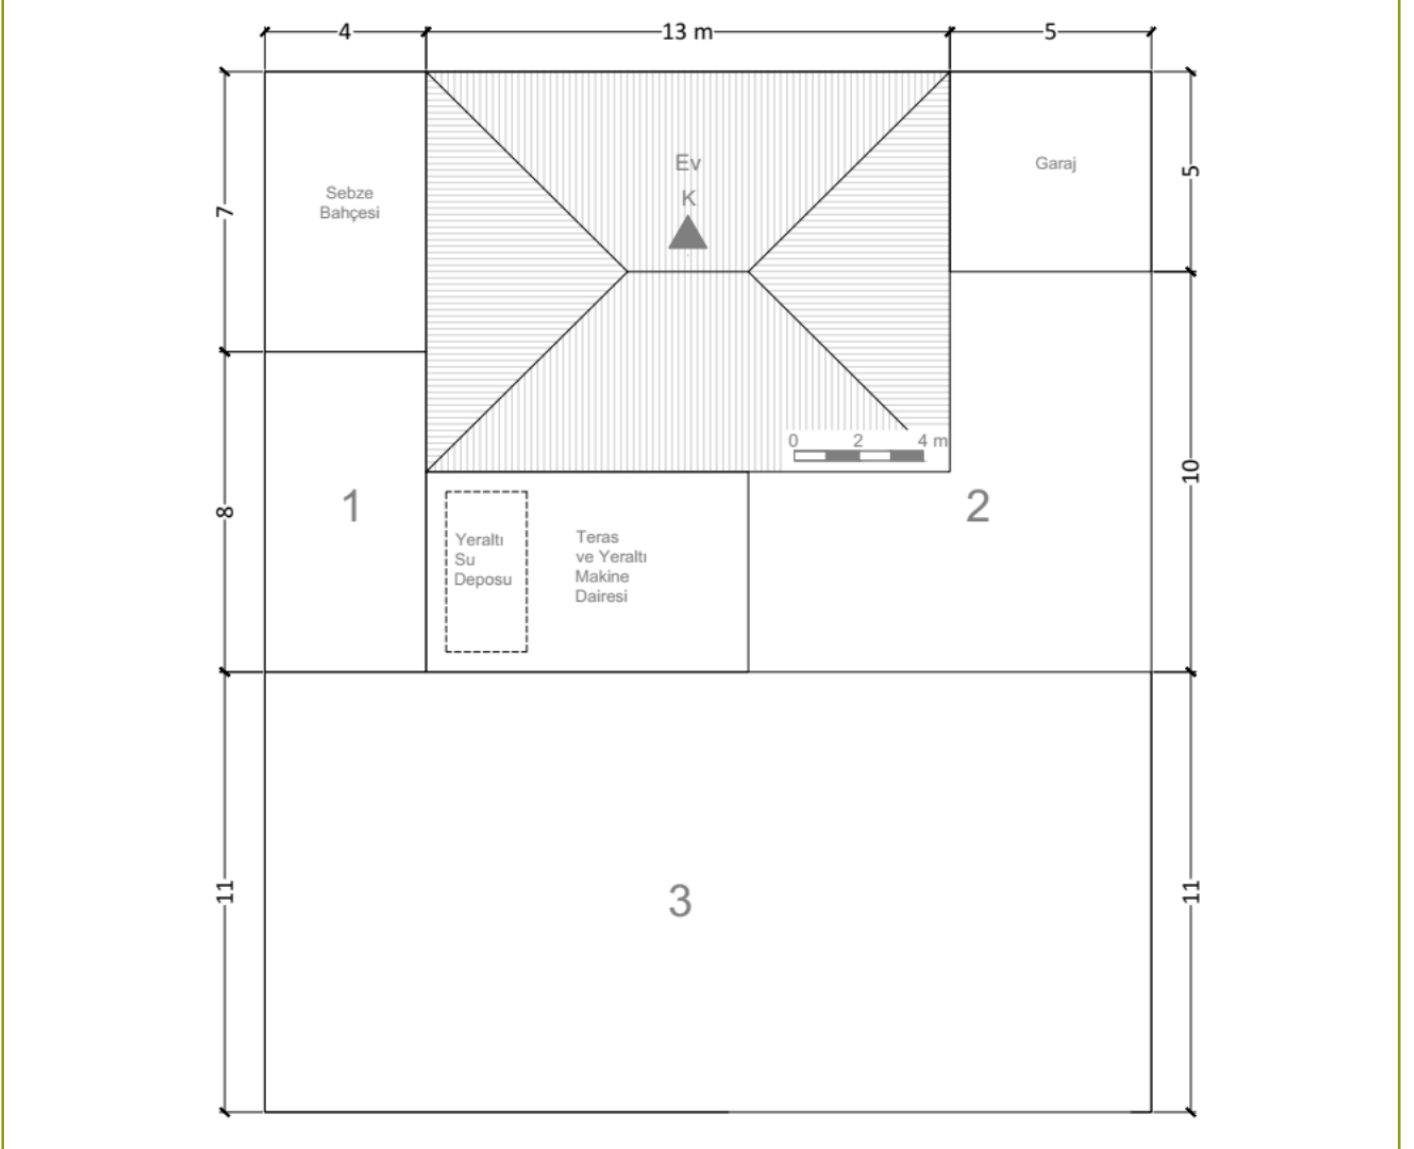 4
13 m
5
Ev
K
Garaj
5
Sebze
Bahçesi
7
0 2 4 m
10
1
2
8
Yeraltı
Su
Deposu
Teras
ve Yeraltı
Makine
Dairesi
11
3
11